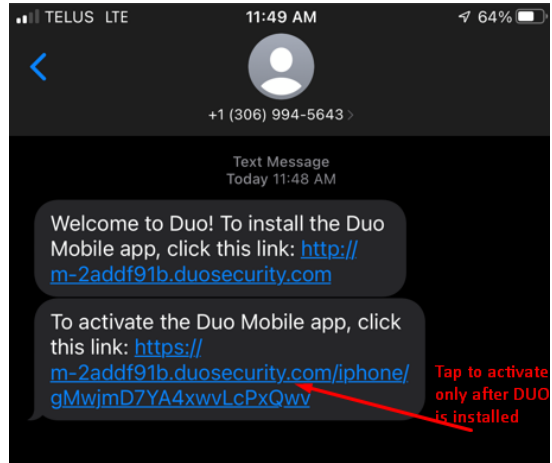 TELUS LTE 11:49 AM 64%
+1 (306) 994-5643
Text Message
Today 11:48 AM
Welcome to Duo! To install the Duo
Mobile app, click this link: http://
m-2addf91b.duosecurity.com
To activate the Duo Mobile app, click
this link: https://
m-2addf91b.duosecurity.com/iphone/
gMwjmD7YA4xwvLcPxQwv
Tap to activate
only after DUO
is installed